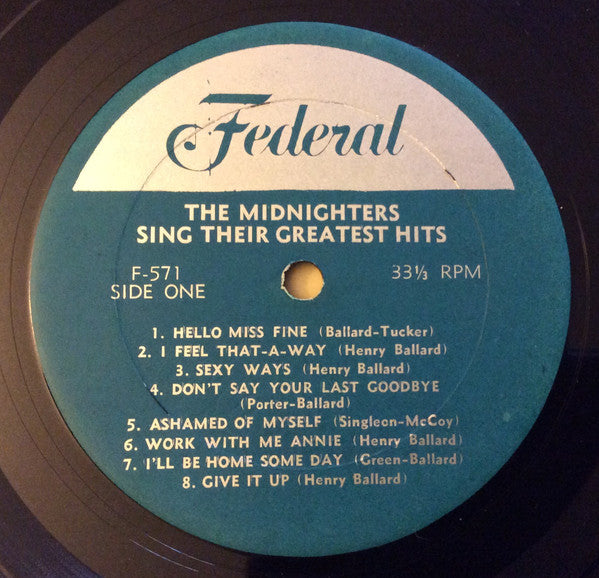 Federal
THE MIDNIGHTERS
SING THEIR GREATEST HITS
F-571
33⅓ RPM
SIDE ONE
1. HELLO MISS FINE (Ballard-Tucker)
2. I FEEL THAT-A-WAY (Henry Ballard)
3. SEXY WAYS (Henry Ballard)
4. DON'T SAY YOUR LAST GOODBYE
(Porter-Ballard)
5. ASHAMED OF MYSELF (Singleon-McCoy)
6. WORK WITH ME ANNIE (Henry Ballard)
7. I'LL BE HOME SOME DAY (Green-Ballard)
8. GIVE IT UP (Henry Ballard)